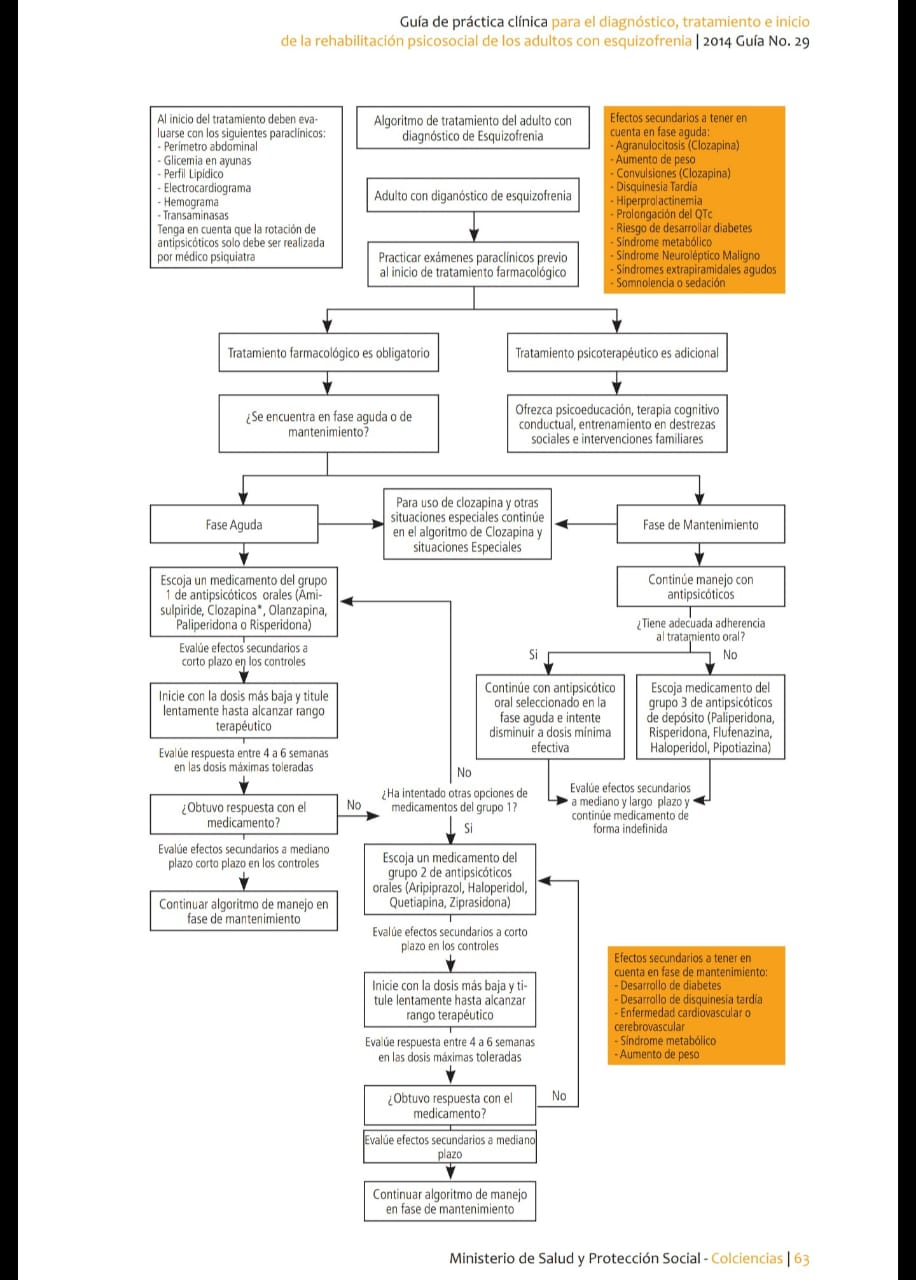 Guía de práctica clínica para el diagnóstico, tratamiento e inicio
de la rehabilitación psicosocial de los adultos con esquizofrenia | 2014 Guía No. 29
Al inicio del tratamiento deben eva-
luarse con los siguientes paraclínicos:
- Perímetro abdominal
- Glicemia en ayunas
- Perfil Lipídico
- Electrocardiograma
- Hemograma
- Transaminasas
Tenga en cuenta que la rotación de
antipsicóticos solo debe ser realizada
por médico psiquiatra
Algoritmo de tratamiento del adulto con
diagnóstico de Esquizofrenia
Efectos secundarios a tener en
cuenta en fase aguda:
- Agranulocitosis (Clozapina)
- Aumento de peso
- Convulsiones (Clozapina)
- Disquinesia Tardía
- Hiperprolactinemia
- Prolongación del QTc
- Riesgo de desarrollar diabetes
- Síndrome metabólico
- Síndrome Neuroléptico Maligno
- Síndromes extrapiramidales agudos
- Somnolencia o sedación
Adulto con diganóstico de esquizofrenia
Practicar exámenes paraclínicos previo
al inicio de tratamiento farmacológico
Tratamiento farmacológico es obligatorio
Tratamiento psicoterapéutico es adicional
¿Se encuentra en fase aguda o de
mantenimiento?
Ofrezca psicoeducación, terapia cognitivo
conductual, entrenamiento en destrezas
sociales e intervenciones familiares
Fase Aguda
Para uso de clozapina y otras
situaciones especiales continúe
en el algoritmo de Clozapina y
situaciones Especiales
Fase de Mantenimiento
Escoja un medicamento del grupo
1 de antipsicóticos orales (Ami-
sulpiride, Clozapina*, Olanzapina,
Paliperidona o Risperidona)
Evalúe efectos secundarios a
corto plazo en los controles
Inicie con la dosis más baja y titule
lentamente hasta alcanzar rango
terapéutico
Evalúe respuesta entre 4 a 6 semanas
en las dosis máximas toleradas
¿Obtuvo respuesta con el
medicamento?
No
Evalúe efectos secundarios a mediano
plazo corto plazo en los controles
Continuar algoritmo de manejo en
fase de mantenimiento
Continúe manejo con
antipsicóticos
¿Tiene adecuada adherencia
al tratamiento oral?
Si
No
Continúe con antipsicótico
oral seleccionado en la
fase aguda e intente
disminuir a dosis mínima
efectiva
Escoja medicamento del
grupo 3 de antipsicóticos
de depósito (Paliperidona,
Risperidona, Flufenazina,
Haloperidol, Pipotiazina)
Evalúe efectos secundarios
a mediano y largo plazo y
continúe medicamento de
forma indefinida
No
¿Ha intentado otras opciones de
medicamentos del grupo 1?
Si
Escoja un medicamento del
grupo 2 de antipsicóticos
orales (Aripiprazol, Haloperidol,
Quetiapina, Ziprasidona)
Evalúe efectos secundarios a corto
plazo en los controles
Inicie con la dosis más baja y ti-
tule lentamente hasta alcanzar
rango terapéutico
Evalúe respuesta entre 4 a 6 semanas
en las dosis máximas toleradas
¿Obtuvo respuesta con el
medicamento?
No
Evalúe efectos secundarios a mediano
plazo
Continuar algoritmo de manejo
en fase de mantenimiento
Efectos secundarios a tener en
cuenta en fase de mantenimiento:
- Desarrollo de diabetes
- Desarrollo de disquinesia tardía
- Enfermedad cardiovascular o
cerebrovascular
- Síndrome metabólico
- Aumento de peso
Ministerio de Salud y Protección Social - Colciencias | 63